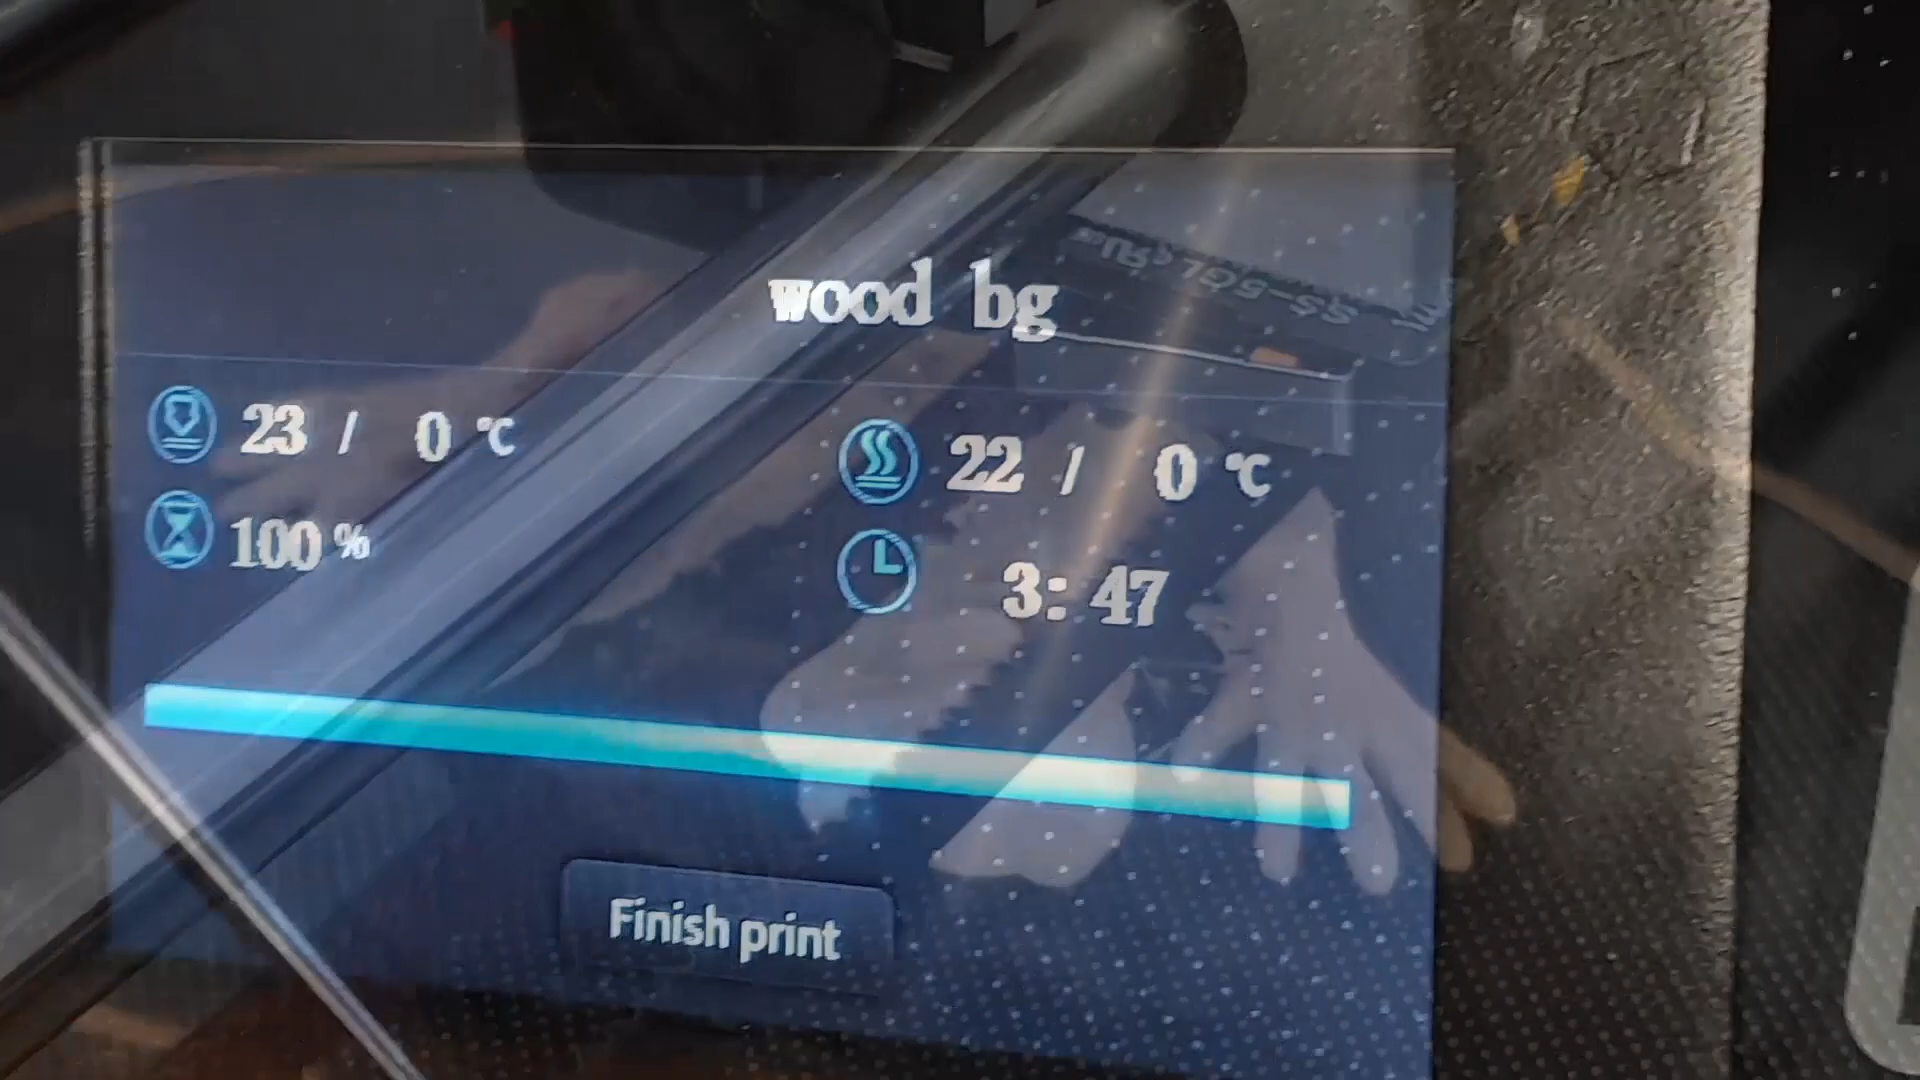 wood bg
23 / 0 ℃
22 / 0 ℃
100 %
3: 47
Finish print